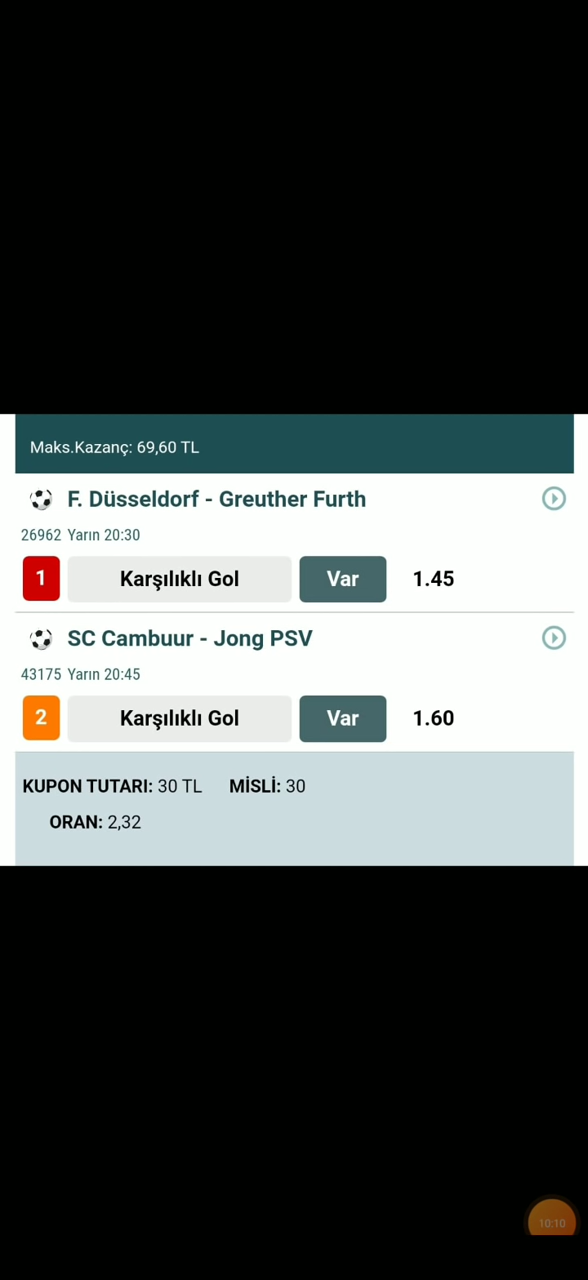 Maks.Kazanç: 69,60 TL
F. Düsseldorf - Greuther Furth
26962 Yarın 20:30
1 Karşılıklı Gol Var 1.45
SC Cambuur - Jong PSV
43175 Yarın 20:45
2 Karşılıklı Gol Var 1.60
KUPON TUTARI: 30 TL MİSLİ: 30
ORAN: 2,32
10:10